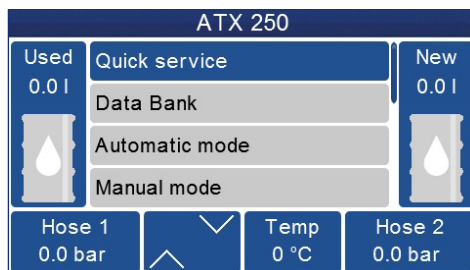 ATX 250
Used
0.0 l
Quick service
Data Bank
Automatic mode
Manual mode
New
0.0 l
Hose 1
0.0 bar
Temp
0 °C
Hose 2
0.0 bar